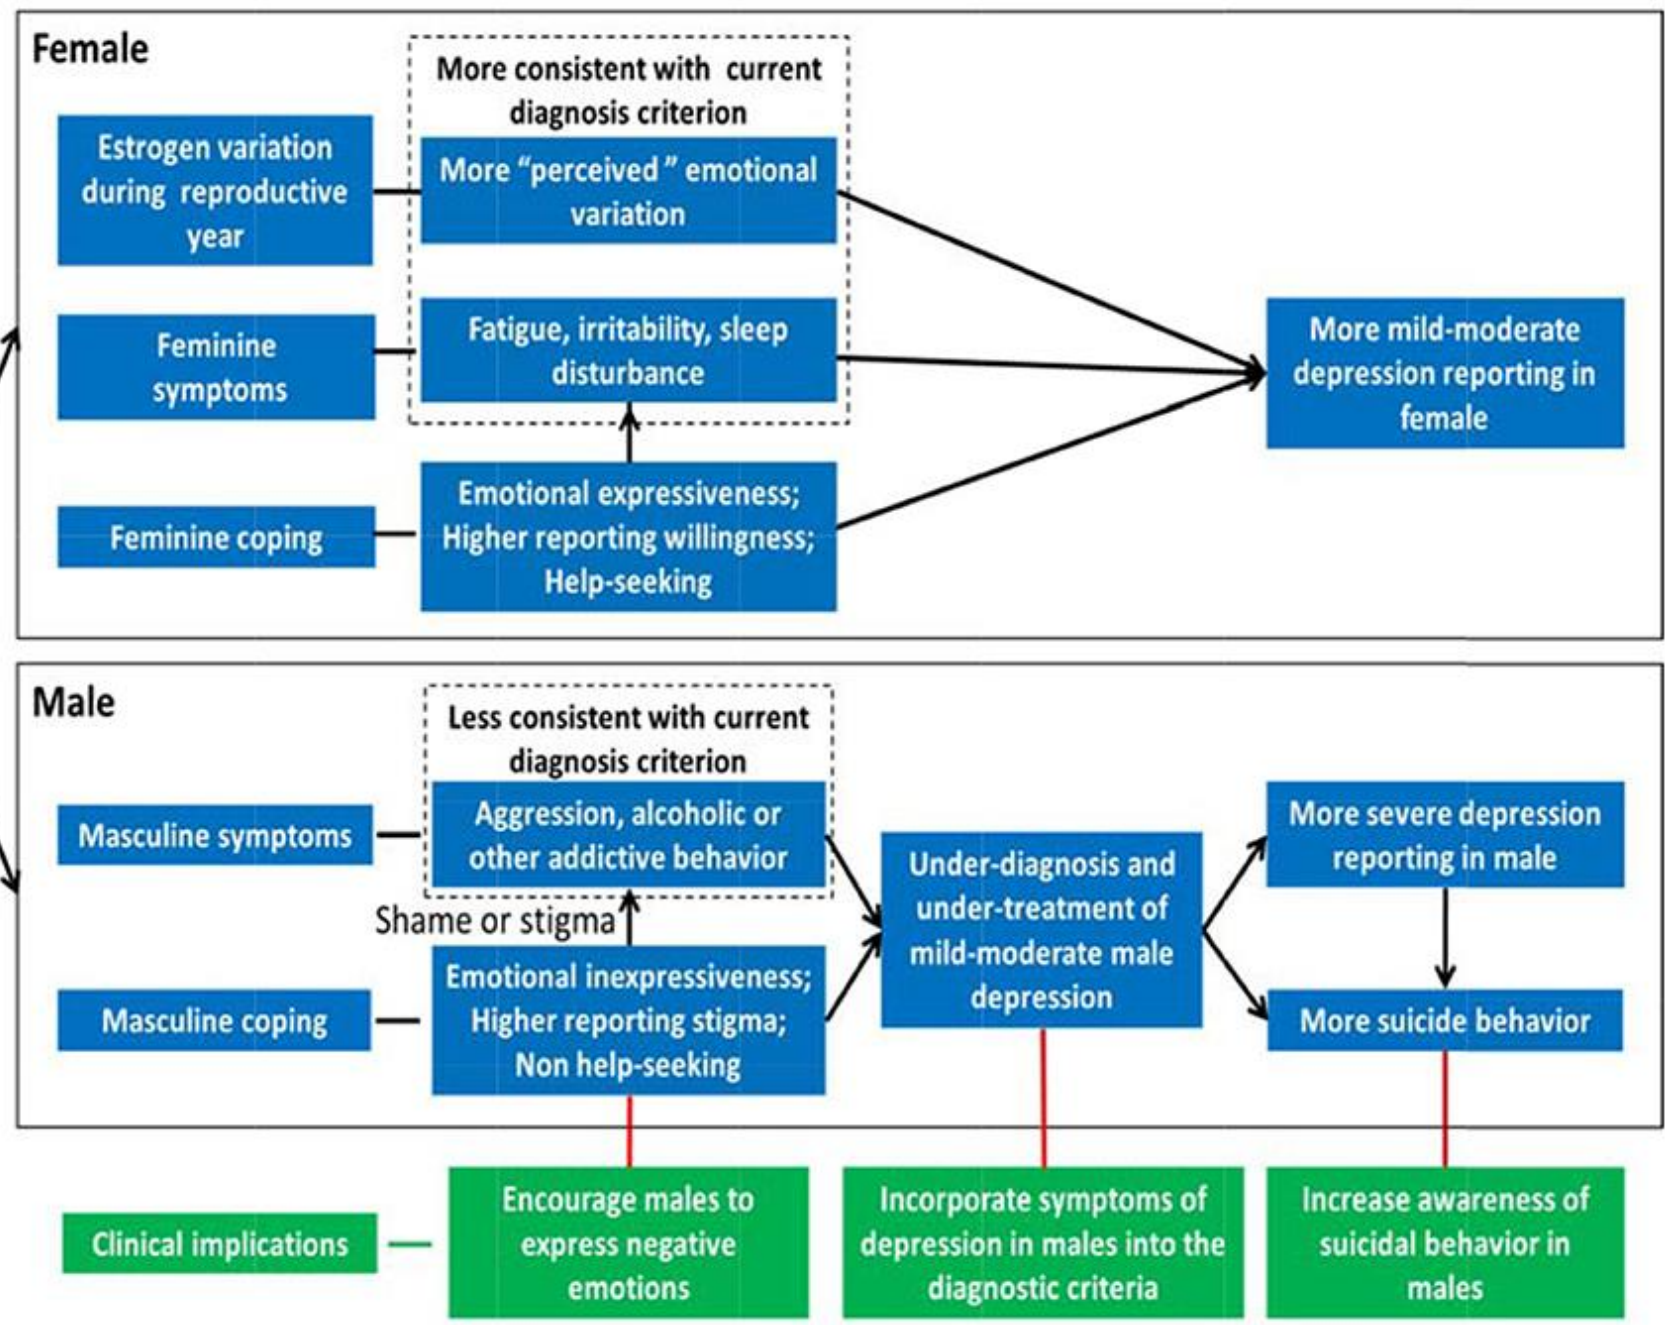 Female
More consistent with current
diagnosis criterion
Estrogen variation
during reproductive
year
More “perceived ” emotional
variation
Feminine
symptoms
Fatigue, irritability, sleep
disturbance
More mild-moderate
depression reporting in
female
Feminine coping
Emotional expressiveness;
Higher reporting willingness;
Help-seeking
Male
Less consistent with current
diagnosis criterion
Masculine symptoms
Aggression, alcoholic or
other addictive behavior
Shame or stigma
Masculine coping
Emotional inexpressiveness;
Higher reporting stigma;
Non help-seeking
Under-diagnosis and
under-treatment of
mild-moderate male
depression
More severe depression
reporting in male
More suicide behavior
Clinical implications
Encourage males to
express negative
emotions
Incorporate symptoms of
depression in males into the
diagnostic criteria
Increase awareness of
suicidal behavior in
males